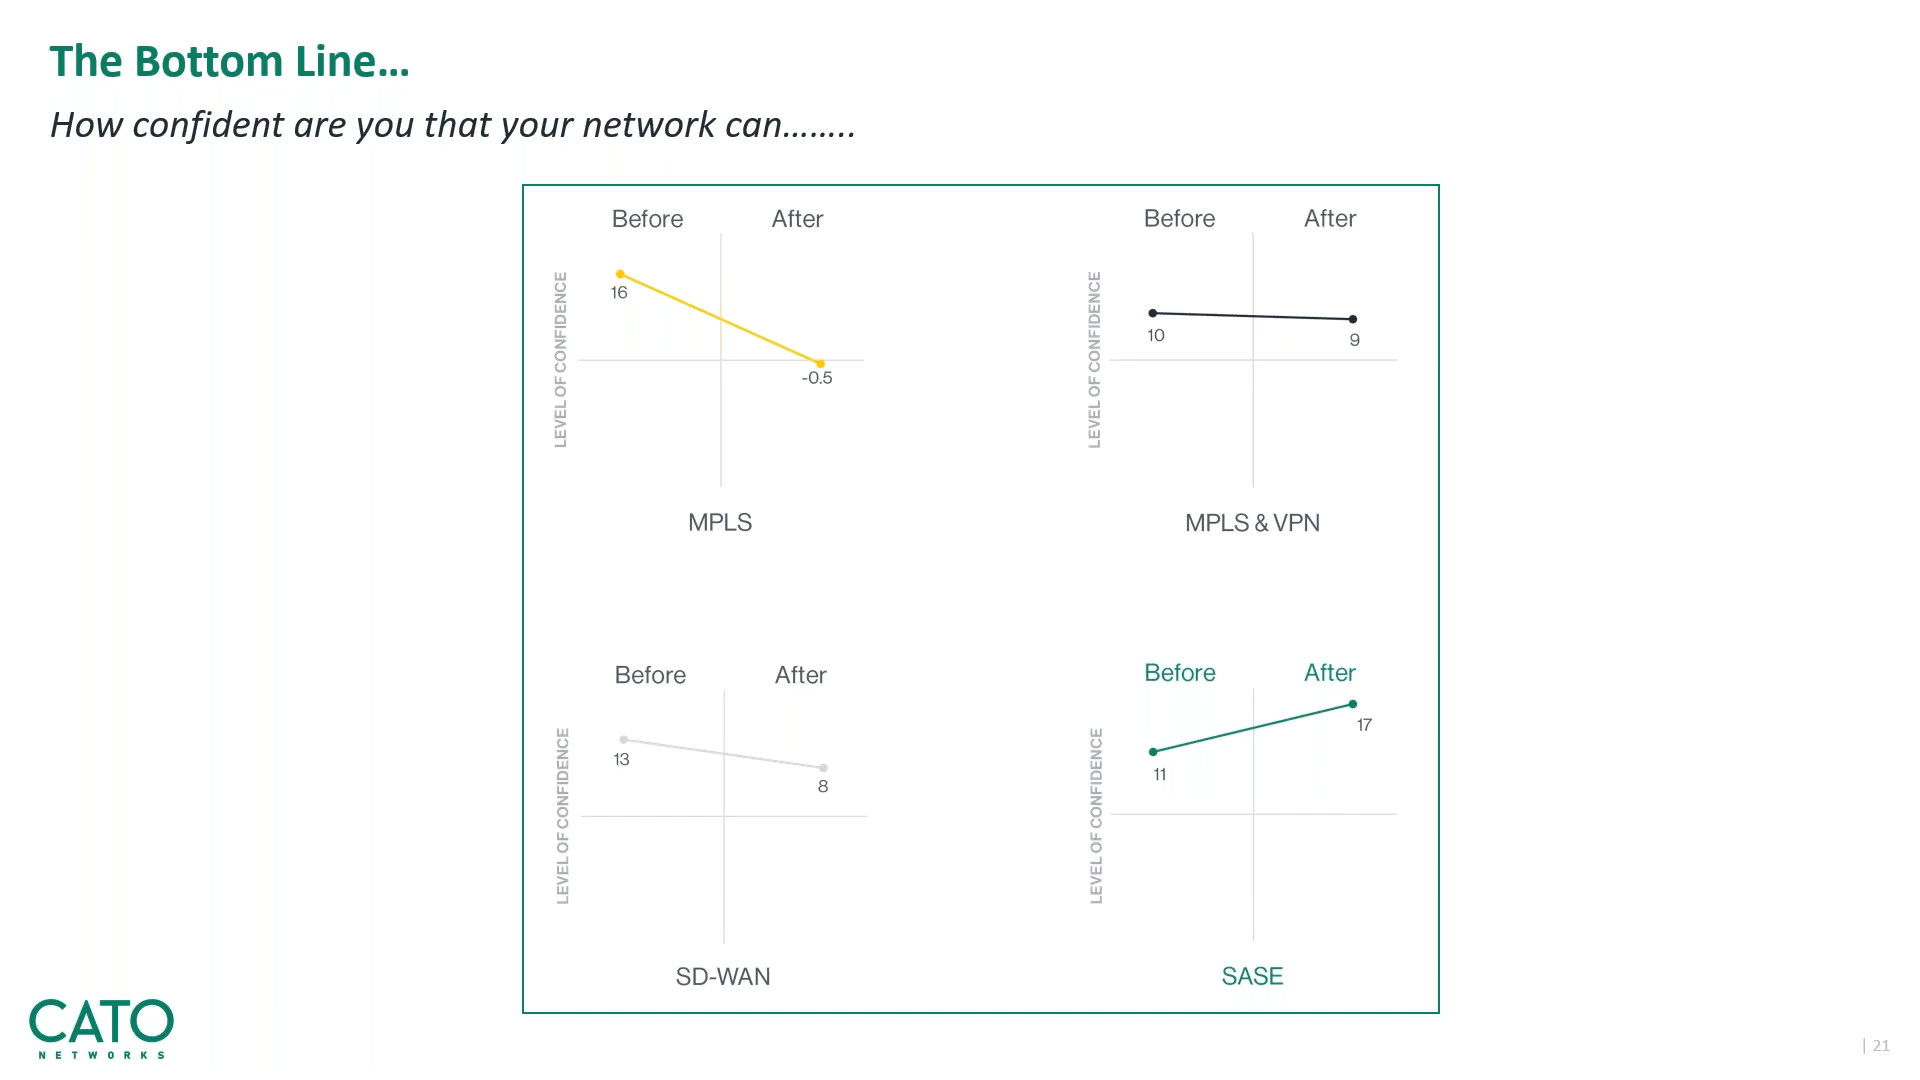 The Bottom Line...
How confident are you that your network can........
Before After
LEVEL OF CONFIDENCE
16
-0.5
MPLS
Before After
LEVEL OF CONFIDENCE
10
9
MPLS & VPN
Before After
LEVEL OF CONFIDENCE
13
8
SD-WAN
Before After
LEVEL OF CONFIDENCE
11
17
SASE
CATO
NETWORKS
| 21